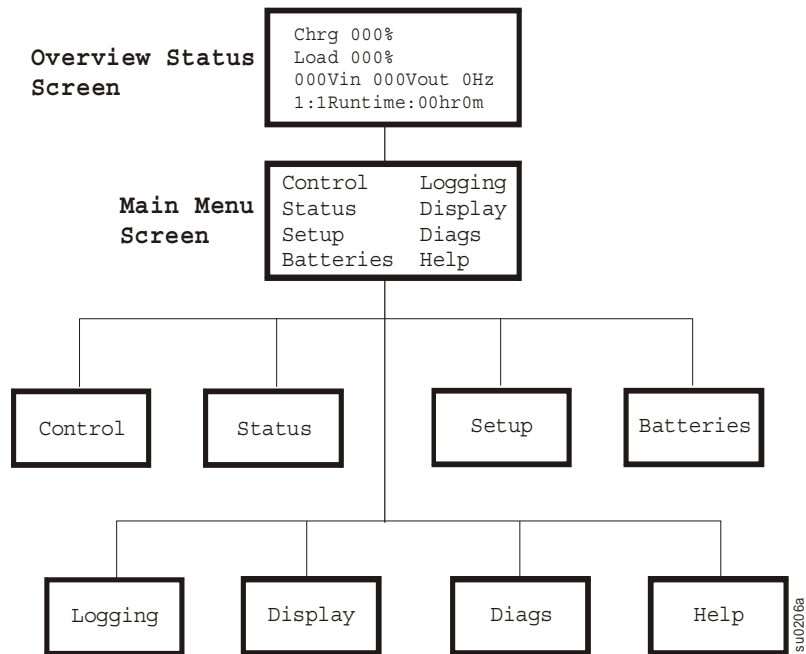 Overview Status
Screen
Chrg 000%
Load 000%
000Vin 000Vout 0Hz
1:1Runtime:00hr0m
Main Menu
Screen
Control Logging
Status Display
Setup Diags
Batteries Help
Control
Status
Setup
Batteries
Logging
Display
Diags
Help
su0206a